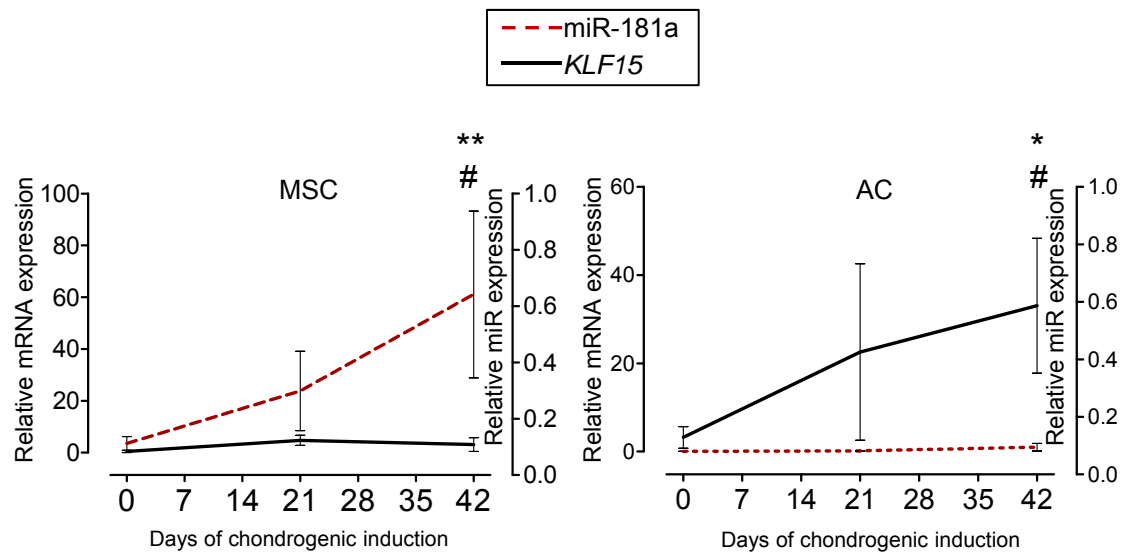 miR-181a
KLF15
**
#
MSC
Relative mRNA expression
100
80
60
40
20
0
1.0
0.8
0.6
0.4
0.2
0.0
Relative miR expression
0 7 14 21 28 35 42
Days of chondrogenic induction
*
#
AC
Relative mRNA expression
60
40
20
0
1.0
0.8
0.6
0.4
0.2
0.0
Relative miR expression
0 7 14 21 28 35 42
Days of chondrogenic induction